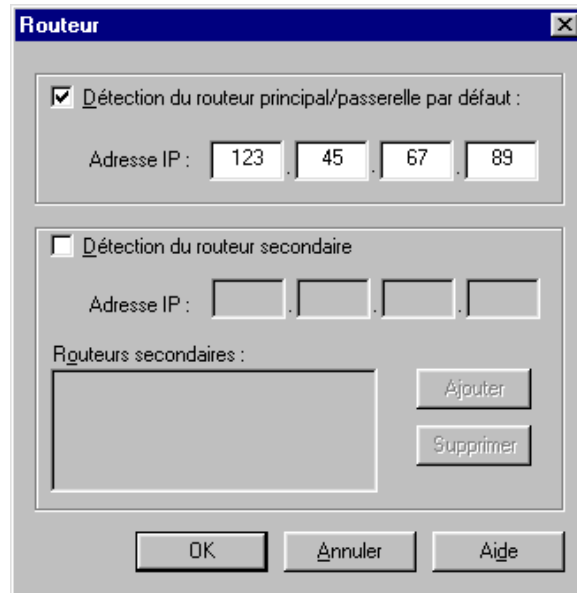 Routeur
Détection du routeur principal/passerelle par défaut :
Adresse IP : 123 . 45 . 67 . 89
Détection du routeur secondaire
Adresse IP : . . .
Routeurs secondaires :
Ajouter
Supprimer
OK Annuler Aide